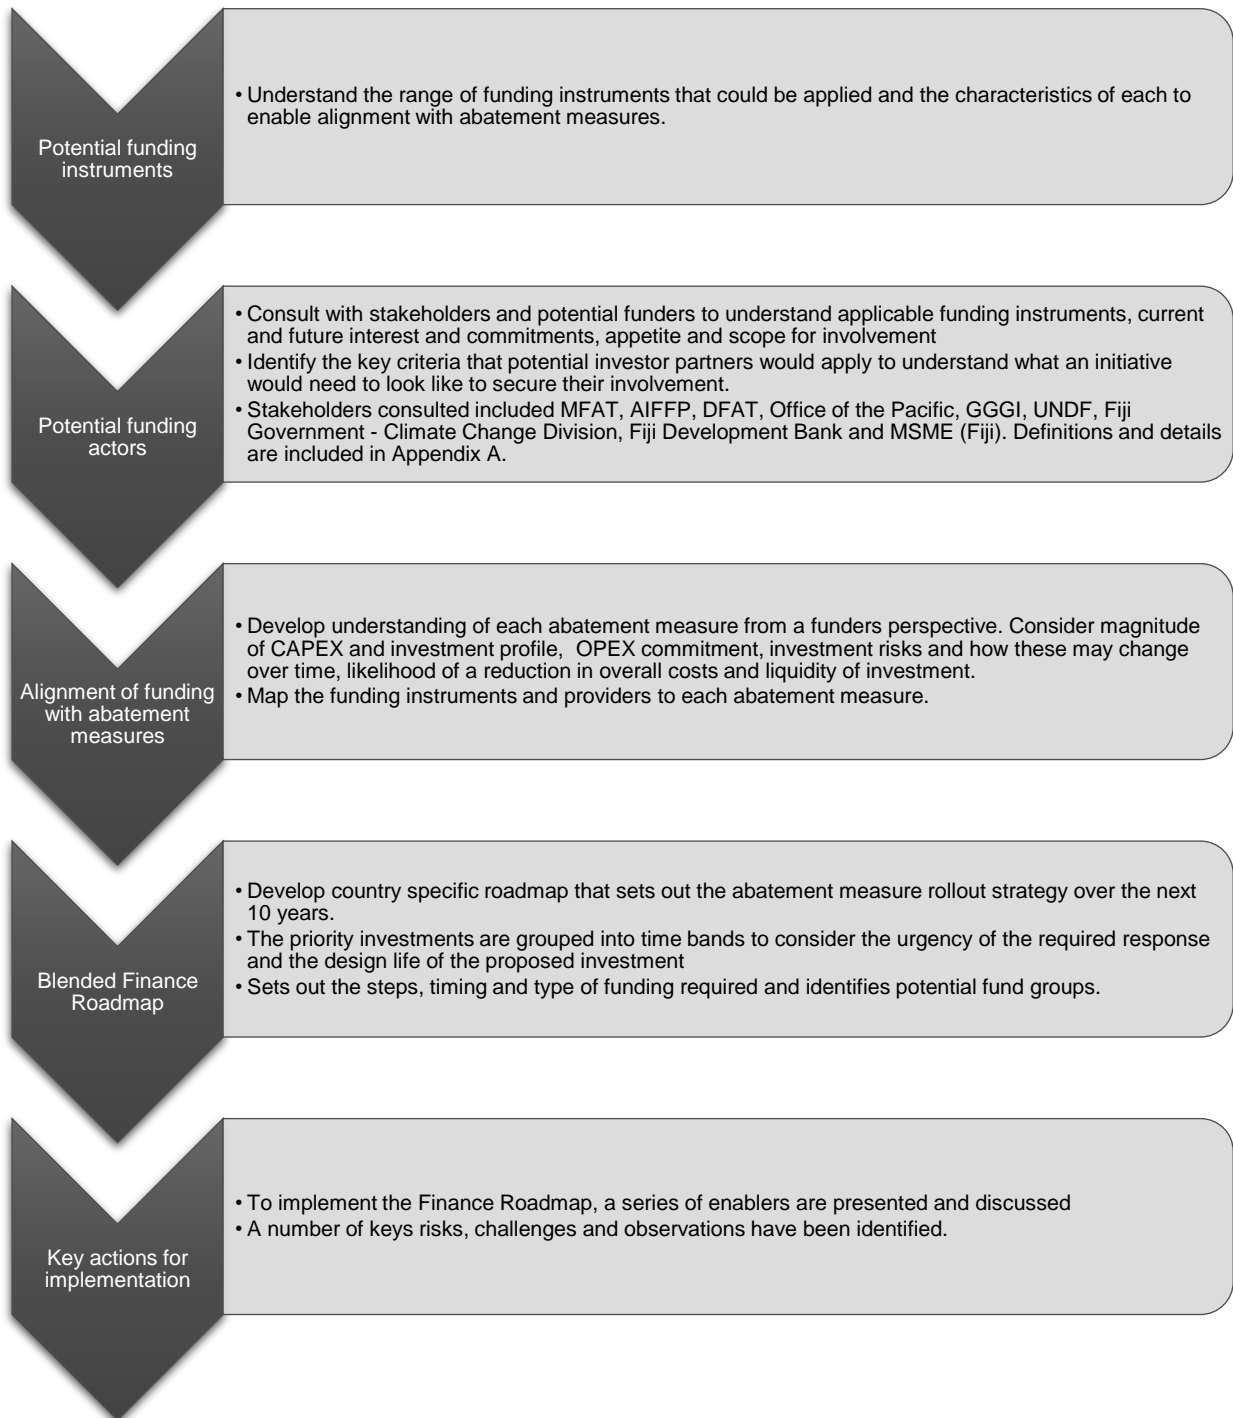 Potential funding
instruments
• Understand the range of funding instruments that could be applied and the characteristics of each to
enable alignment with abatement measures.
Potential funding
actors
• Consult with stakeholders and potential funders to understand applicable funding instruments, current
and future interest and commitments, appetite and scope for involvement
• Identify the key criteria that potential investor partners would apply to understand what an initiative
would need to look like to secure their involvement.
• Stakeholders consulted included MFAT, AIFFP, DFAT, Office of the Pacific, GGGI, UNDF, Fiji
Government - Climate Change Division, Fiji Development Bank and MSME (Fiji). Definitions and details
are included in Appendix A.
Alignment of funding
with abatement
measures
• Develop understanding of each abatement measure from a funders perspective. Consider magnitude
of CAPEX and investment profile,  OPEX commitment, investment risks and how these may change
over time, likelihood of a reduction in overall costs and liquidity of investment.
• Map the funding instruments and providers to each abatement measure.
Blended Finance
Roadmap
• Develop country specific roadmap that sets out the abatement measure rollout strategy over the next
10 years.
• The priority investments are grouped into time bands to consider the urgency of the required response
and the design life of the proposed investment
• Sets out the steps, timing and type of funding required and identifies potential fund groups.
Key actions for
implementation
• To implement the Finance Roadmap, a series of enablers are presented and discussed
• A number of keys risks, challenges and observations have been identified.